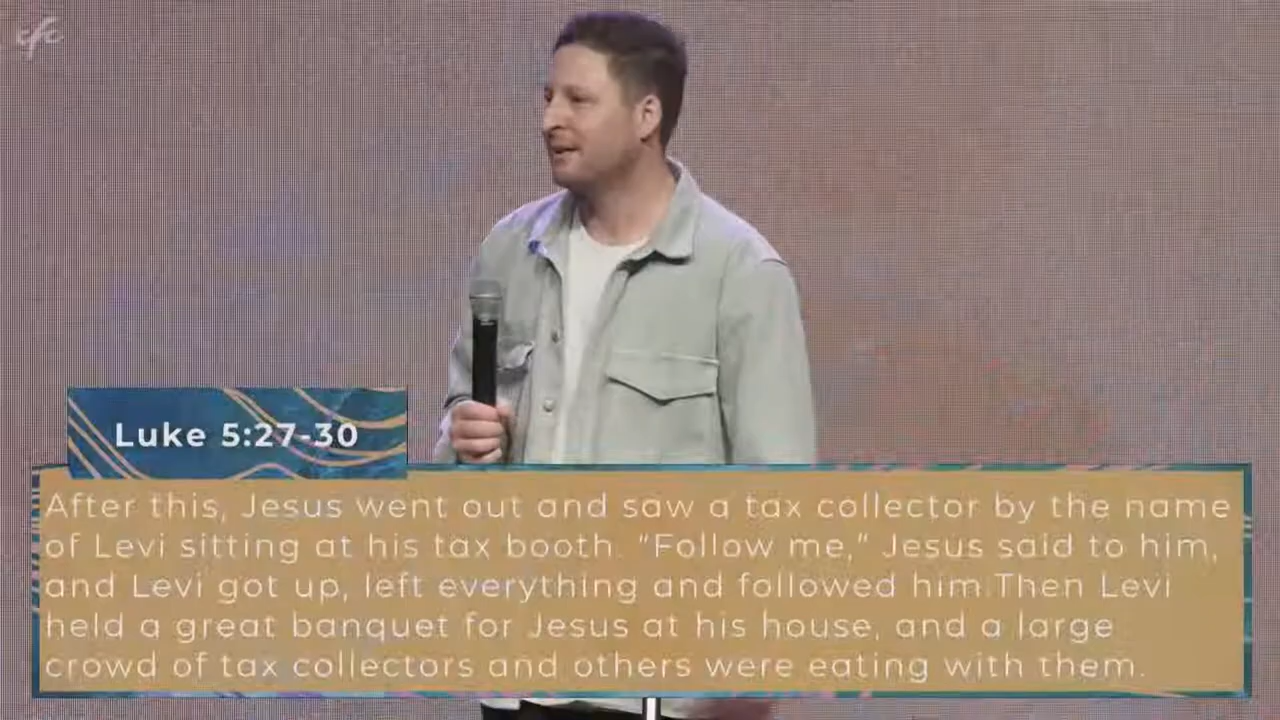 cfc
Luke 5:27-30
After this, Jesus went out and saw a tax collector by the name
of Levi sitting at his tax booth. “Follow me,” Jesus said to him,
and Levi got up, left everything and followed him.Then Levi
held a great banquet for Jesus at his house, and a large
crowd of tax collectors and others were eating with them.